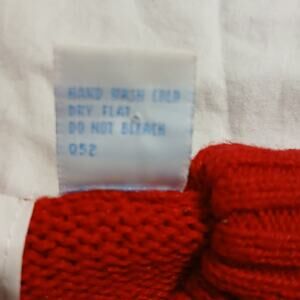 HAND WASH COLD
DRY FLAT
DO NOT BLEACH
052